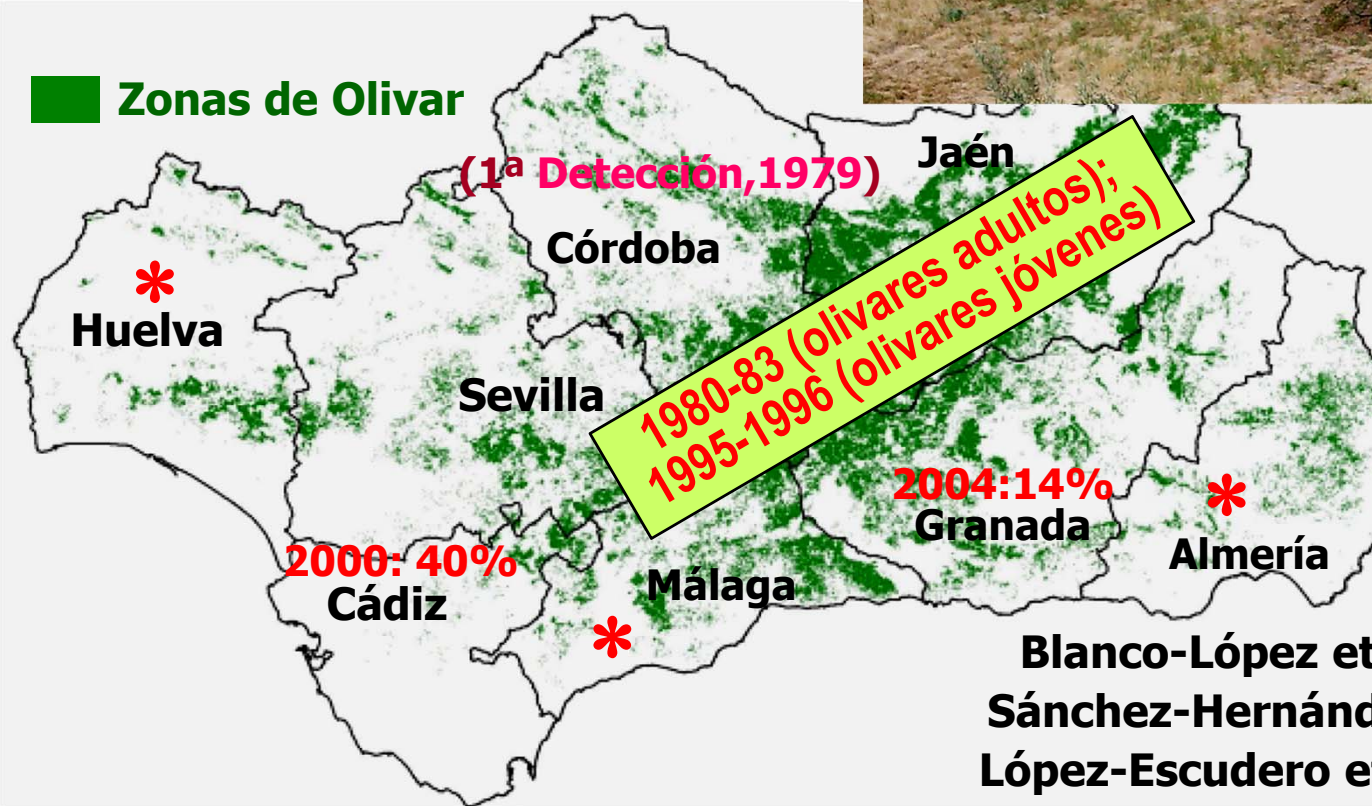 Zonas de Olivar
(1ª Detección,1979)
Jaén
Córdoba
1980-83 (olivares adultos);
1995-1996 (olivares jóvenes)
* Huelva
Sevilla
2004:14%
Granada
* Almería
2000: 40%
Cádiz
Málaga
*
Blanco-López et
Sánchez-Hernánd
López-Escudero et